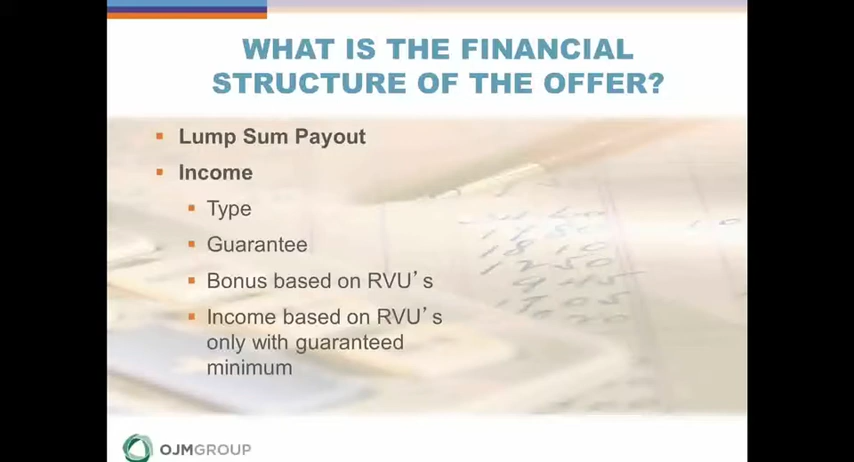 WHAT IS THE FINANCIAL
STRUCTURE OF THE OFFER?
Lump Sum Payout
Income
Type
Guarantee
Bonus based on RVU's
Income based on RVU's
only with guaranteed
minimum
OJMGROUP